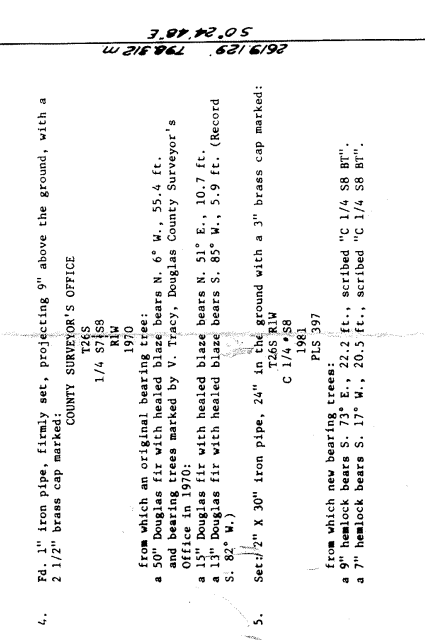 S 0°24'48"E
2619.129 798.312 m
4. Fd. 1" iron pipe, firmly set, projecting 9" above the ground, with a
2 1/2" brass cap marked:
COUNTY SURVEYOR'S OFFICE
T26S
1/4 S7|S8
R1W
1970
from which an original bearing tree:
a 50" Douglas fir with healed blaze bears N. 6° W., 55.4 ft.
and bearing trees marked by V. Tracy, Douglas County Surveyor's
Office in 1970:
a 15" Douglas fir with healed blaze bears N. 51° E., 10.7 ft.
a 13" Douglas fir with healed blaze bears S. 85° W., 5.9 ft. (Record
S. 82° W.)
5. Set: 2" X 30" iron pipe, 24" in the ground with a 3" brass cap marked:
T26S R1W
C 1/4 • S8
1981
PLS 397
from which new bearing trees:
a 9" hemlock bears S. 73° E., 22.2 ft., scribed "C 1/4 S8 BT".
a 7" hemlock bears S. 17° W., 20.5 ft., scribed "C 1/4 S8 BT".